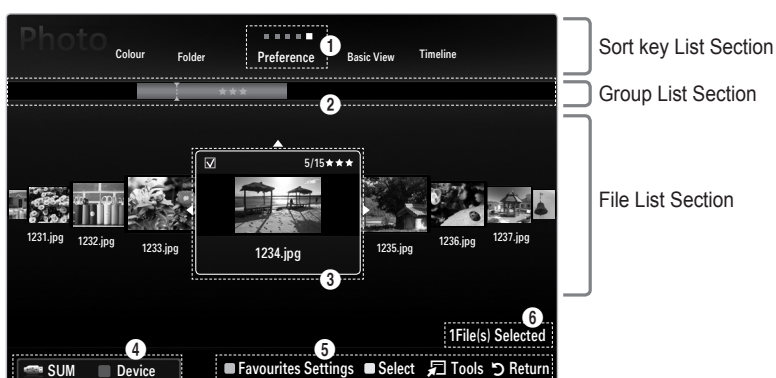 Photo
Colour Folder Preference Basic View Timeline
1
Sort key List Section
2
Group List Section
5/15★★★
1231.jpg 1232.jpg 1233.jpg 1234.jpg 1235.jpg 1236.jpg 1237.jpg
File List Section
3
6
1File(s) Selected
4 5
SUM Device Favourites Settings Select Tools Return